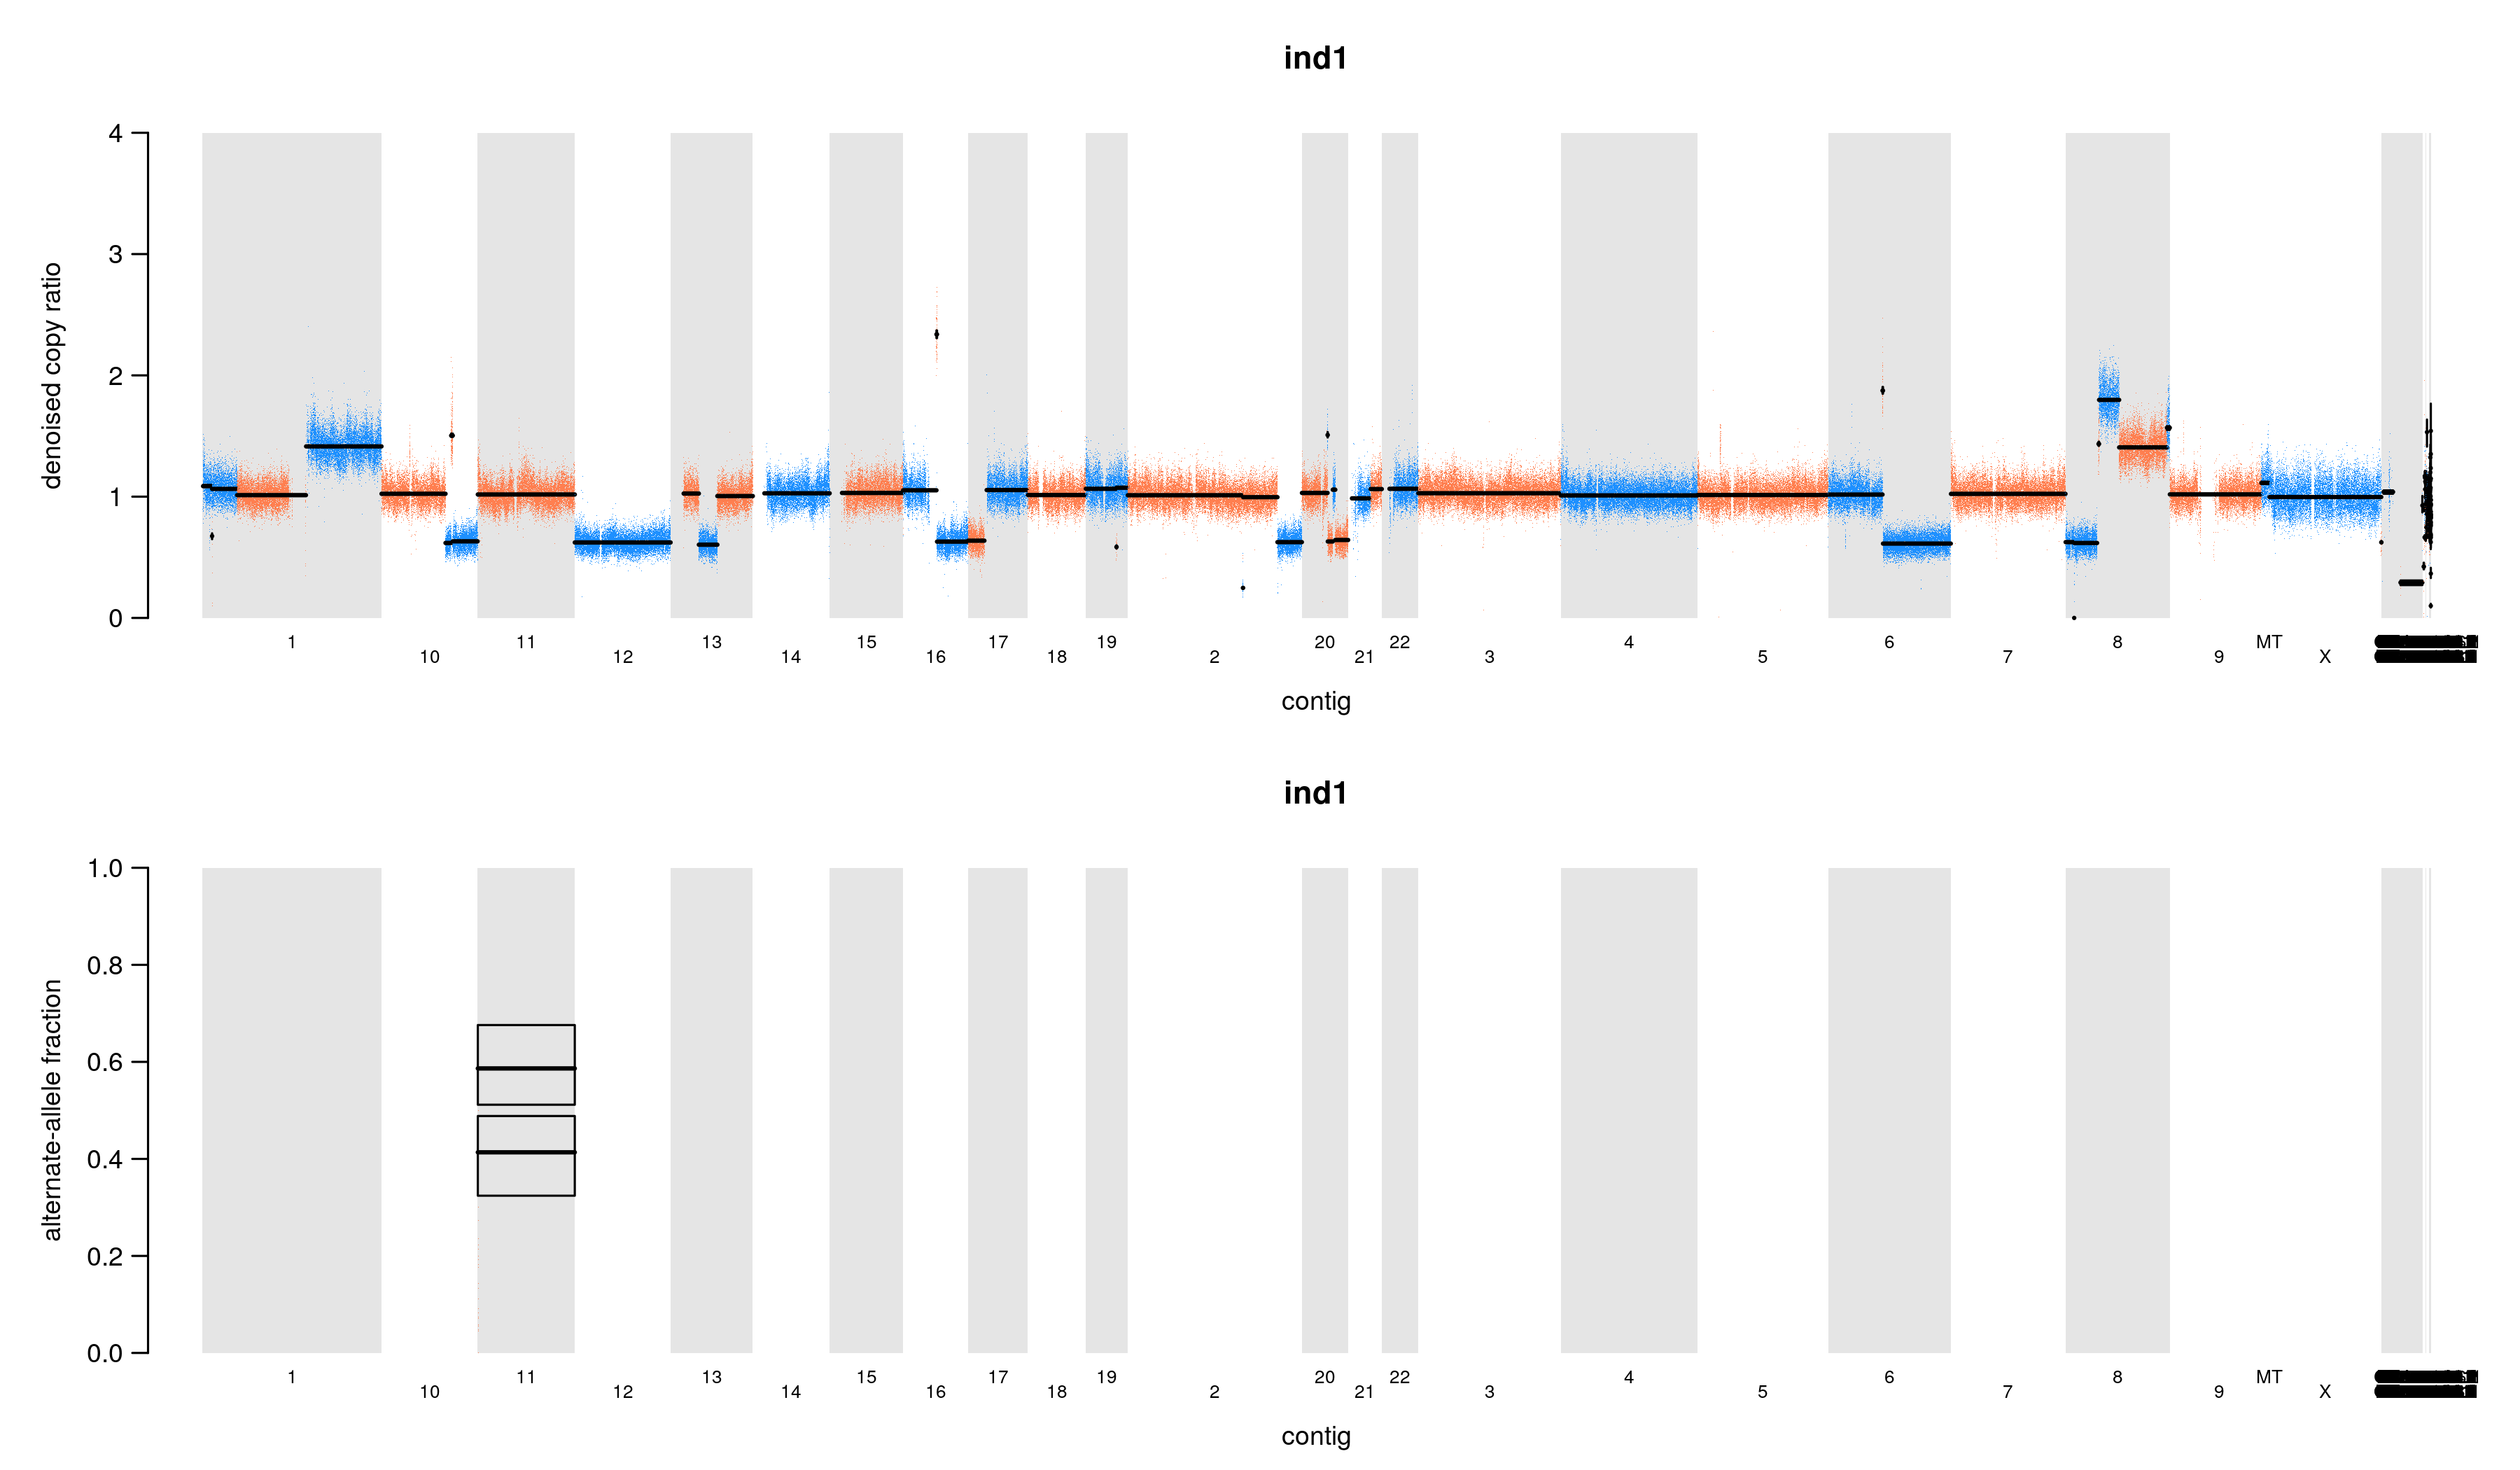 ind1
4
3
2
1
0
denoised copy ratio
1 11 13 15 17 19 20 22 4 6 8 MT
10 12 14 16 18 2 21 3 5 7 9 X
contig
ind1
1.0
0.8
0.6
0.4
0.2
0.0
alternate-allele fraction
1 11 13 15 17 19 20 22 4 6 8 MT
10 12 14 16 18 2 21 3 5 7 9 X
contig